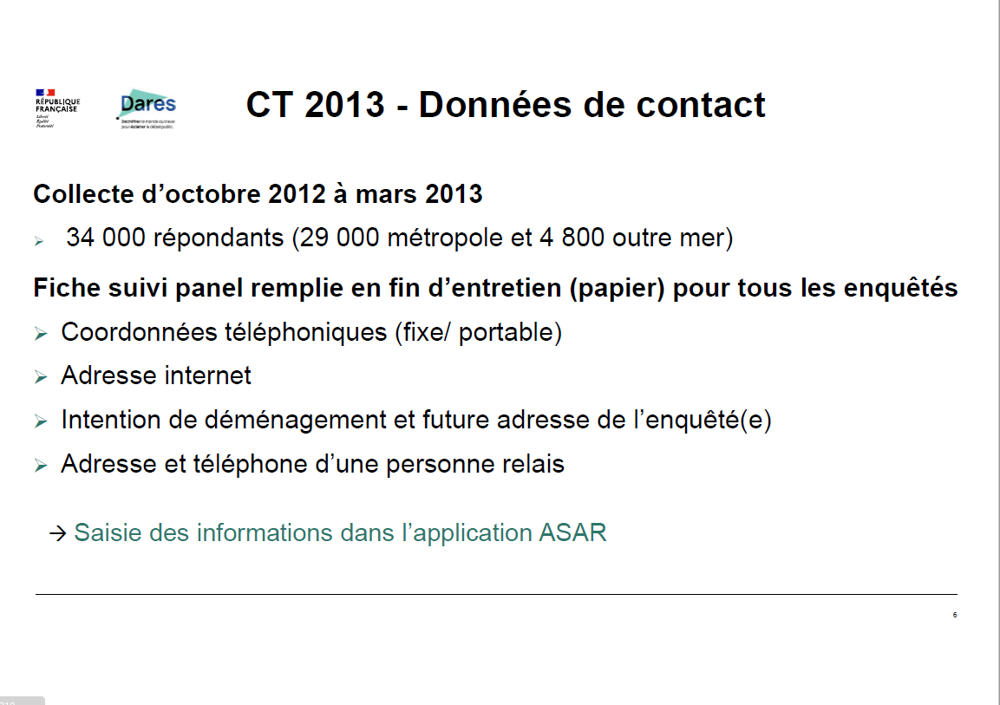 RÉPUBLIQUE
FRANÇAISE
Liberté
Égalité
Fraternité
Dares
Déchiffrer le monde du travail
pour éclairer le débat public.
CT 2013 - Données de contact
Collecte d’octobre 2012 à mars 2013
➢ 34 000 répondants (29 000 métropole et 4 800 outre mer)
Fiche suivi panel remplie en fin d’entretien (papier) pour tous les enquêtés
➢ Coordonnées téléphoniques (fixe/ portable)
➢ Adresse internet
➢ Intention de déménagement et future adresse de l’enquêté(e)
➢ Adresse et téléphone d’une personne relais
→ Saisie des informations dans l’application ASAR
6